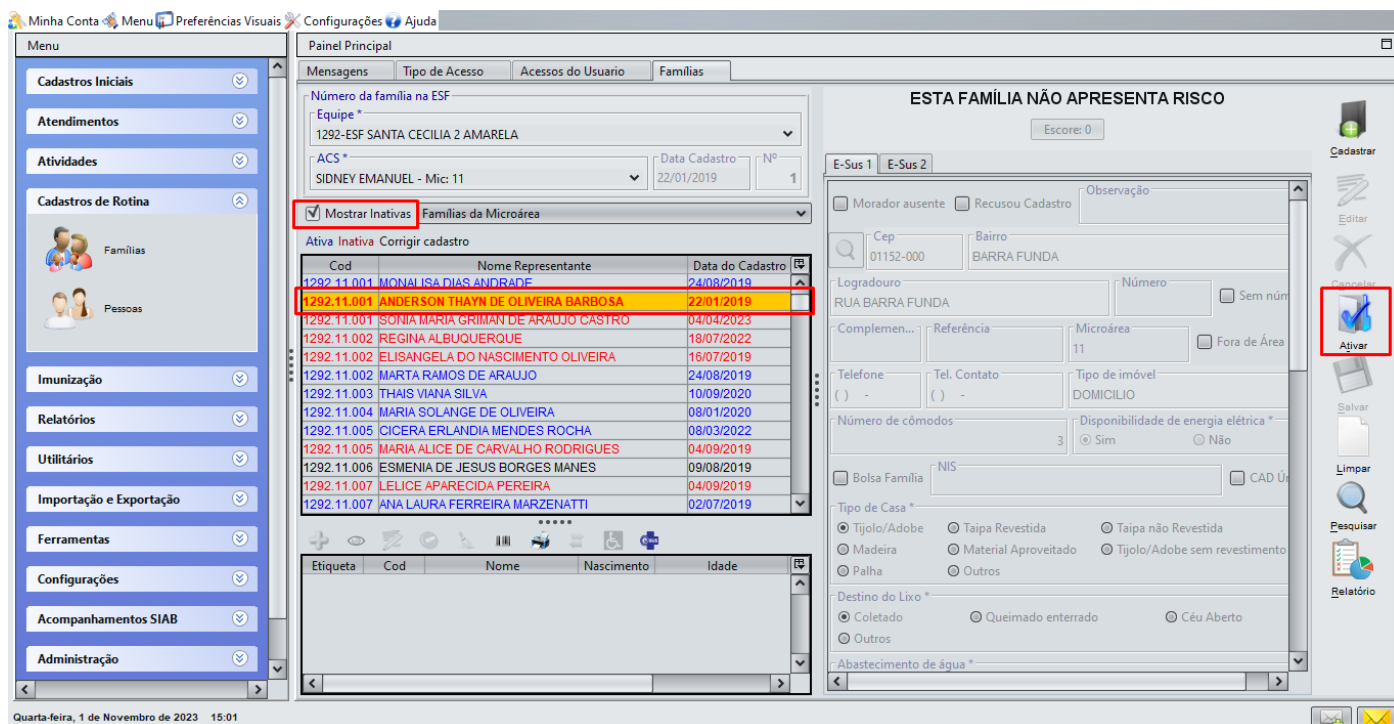 Minha Conta Menu Preferências Visuais Configurações Ajuda
Menu
Cadastros Iniciais
Atendimentos
Atividades
Cadastros de Rotina
Famílias
Pessoas
Imunização
Relatórios
Utilitários
Importação e Exportação
Ferramentas
Configurações
Acompanhamentos SIAB
Administração
Painel Principal
Mensagens Tipo de Acesso Acessos do Usuario Famílias
Número da família na ESF
Equipe *
1292-ESF SANTA CECILIA 2 AMARELA
ACS * Data Cadastro Nº
SIDNEY EMANUEL - Mic: 11 22/01/2019 1
Mostrar Inativas Famílias da Microárea
Ativa Inativa Corrigir cadastro
Cod Nome Representante Data do Cadastro
1292.11.001 MONALISA DIAS ANDRADE 24/08/2019
1292.11.001 ANDERSON THAYN DE OLIVEIRA BARBOSA 22/01/2019
1292.11.001 SONIA MARIA GRIMAN DE ARAUJO CASTRO 04/04/2023
1292.11.002 REGINA ALBUQUERQUE 18/07/2022
1292.11.002 ELISANGELA DO NASCIMENTO OLIVEIRA 16/07/2019
1292.11.002 MARTA RAMOS DE ARAUJO 24/08/2019
1292.11.003 THAIS VIANA SILVA 10/09/2020
1292.11.004 MARIA SOLANGE DE OLIVEIRA 08/01/2020
1292.11.005 CICERA ERLANDIA MENDES ROCHA 08/03/2022
1292.11.005 MARIA ALICE DE CARVALHO RODRIGUES 04/09/2019
1292.11.006 ESMENIA DE JESUS BORGES MANES 09/08/2019
1292.11.007 LELICE APARECIDA PEREIRA 04/09/2019
1292.11.007 ANA LAURA FERREIRA MARZENATTI 02/07/2019
Etiqueta Cod Nome Nascimento Idade
ESTA FAMÍLIA NÃO APRESENTA RISCO
Escore: 0
E-Sus 1 E-Sus 2
Observação
Morador ausente Recusou Cadastro
Cep Bairro
01152-000 BARRA FUNDA
Logradouro Número
RUA BARRA FUNDA Sem núm
Complemen... Referência Microárea
11 Fora de Área
Telefone Tel. Contato Tipo de imóvel
( ) - ( ) - DOMICILIO
Número de cômodos Disponibilidade de energia elétrica *
3 Sim Não
NIS
Bolsa Família CAD Ú
Tipo de Casa *
Tijolo/Adobe Taipa Revestida Taipa não Revestida
Madeira Material Aproveitado Tijolo/Adobe sem revestimento
Palha Outros
Destino do Lixo *
Coletado Queimado enterrado Céu Aberto
Outros
Abastecimento de água *
Cadastrar
Editar
Cancelar
Ativar
Salvar
Limpar
Pesquisar
Relatório
Quarta-feira, 1 de Novembro de 2023 15:01